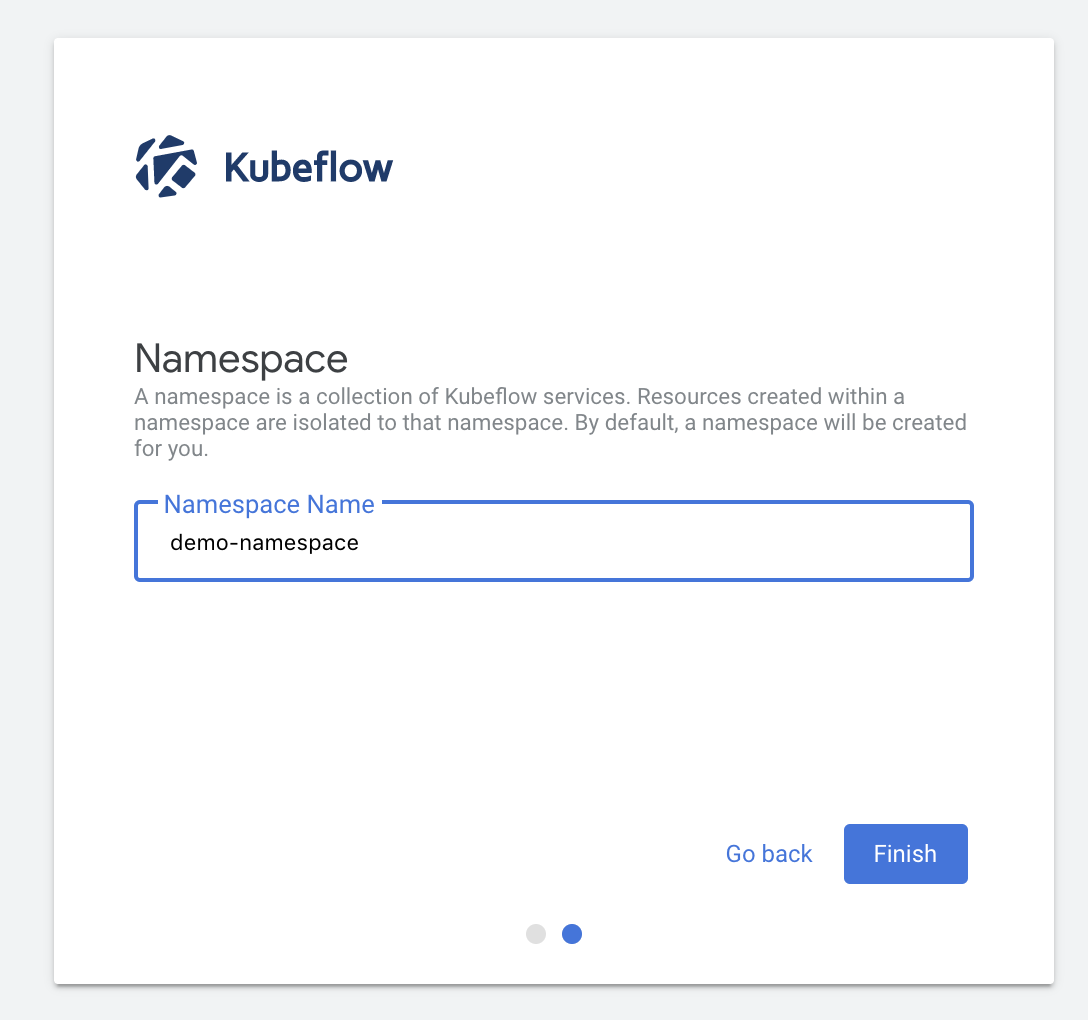 Kubeflow
Namespace
A namespace is a collection of Kubeflow services. Resources created within a
namespace are isolated to that namespace. By default, a namespace will be created
for you.
Namespace Name
demo-namespace
Go back
Finish